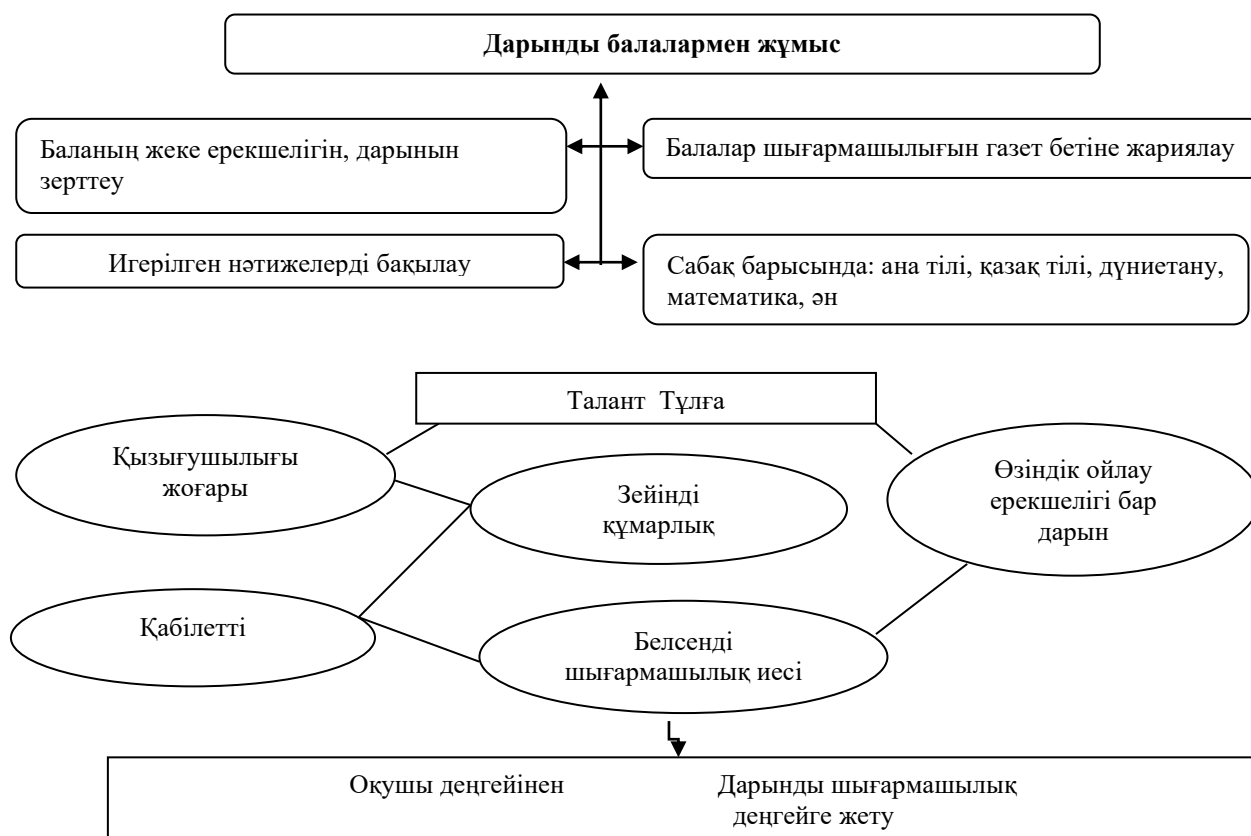 Дарынды балалармен жұмыс
Баланың жеке ерекшелігін, дарынын
зерттеу
Балалар шығармашылығын газет бетіне жариялау
Игерілген нәтижелерді бақылау
Сабақ барысында: ана тілі, қазақ тілі, дүниетану,
математика, ән
Талант Тұлға
Қызығушылығы
жоғары
Зейінді
құмарлық
Өзіндік ойлау
ерекшелігі бар
дарын
Қабілетті
Белсенді
шығармашылық иесі
Оқушы деңгейінен
Дарынды шығармашылық
деңгейге жету